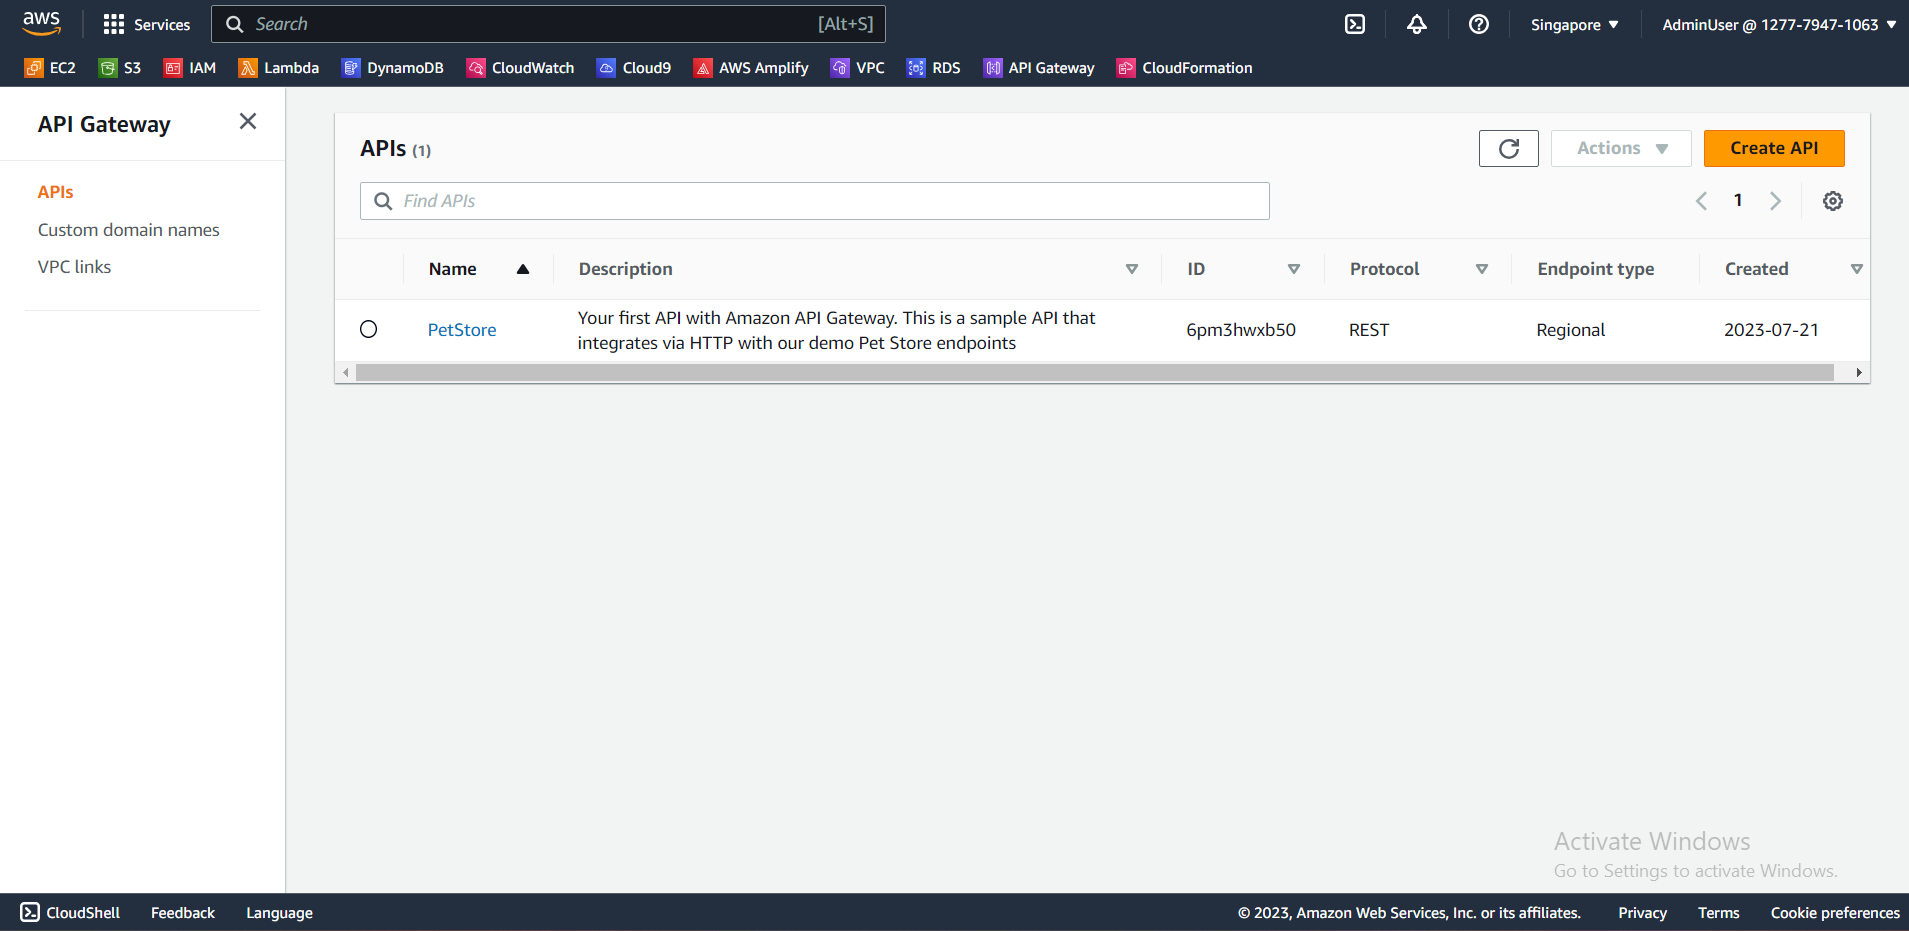 aws Services Search [Alt+S] Singapore AdminUser @ 1277-7947-1063
EC2 S3 IAM Lambda DynamoDB CloudWatch Cloud9 AWS Amplify VPC RDS API Gateway CloudFormation
API Gateway
APIs
Custom domain names
VPC links
APIs (1) Actions Create API
Find APIs 1
Name Description ID Protocol Endpoint type Created
PetStore Your first API with Amazon API Gateway. This is a sample API that
integrates via HTTP with our demo Pet Store endpoints 6pm3hwxb50 REST Regional 2023-07-21
Activate Windows
Go to Settings to activate Windows.
CloudShell Feedback Language © 2023, Amazon Web Services, Inc. or its affiliates. Privacy Terms Cookie preferences